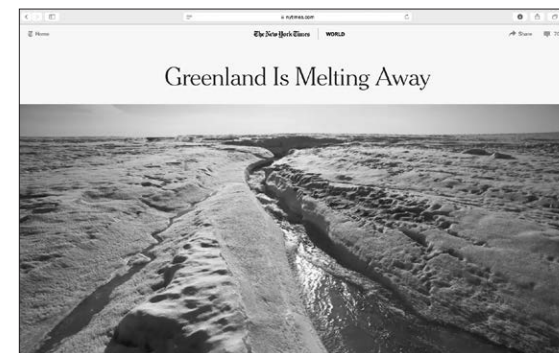 nytimes.com
Home
The New York Times
WORLD
Share
Greenland Is Melting Away